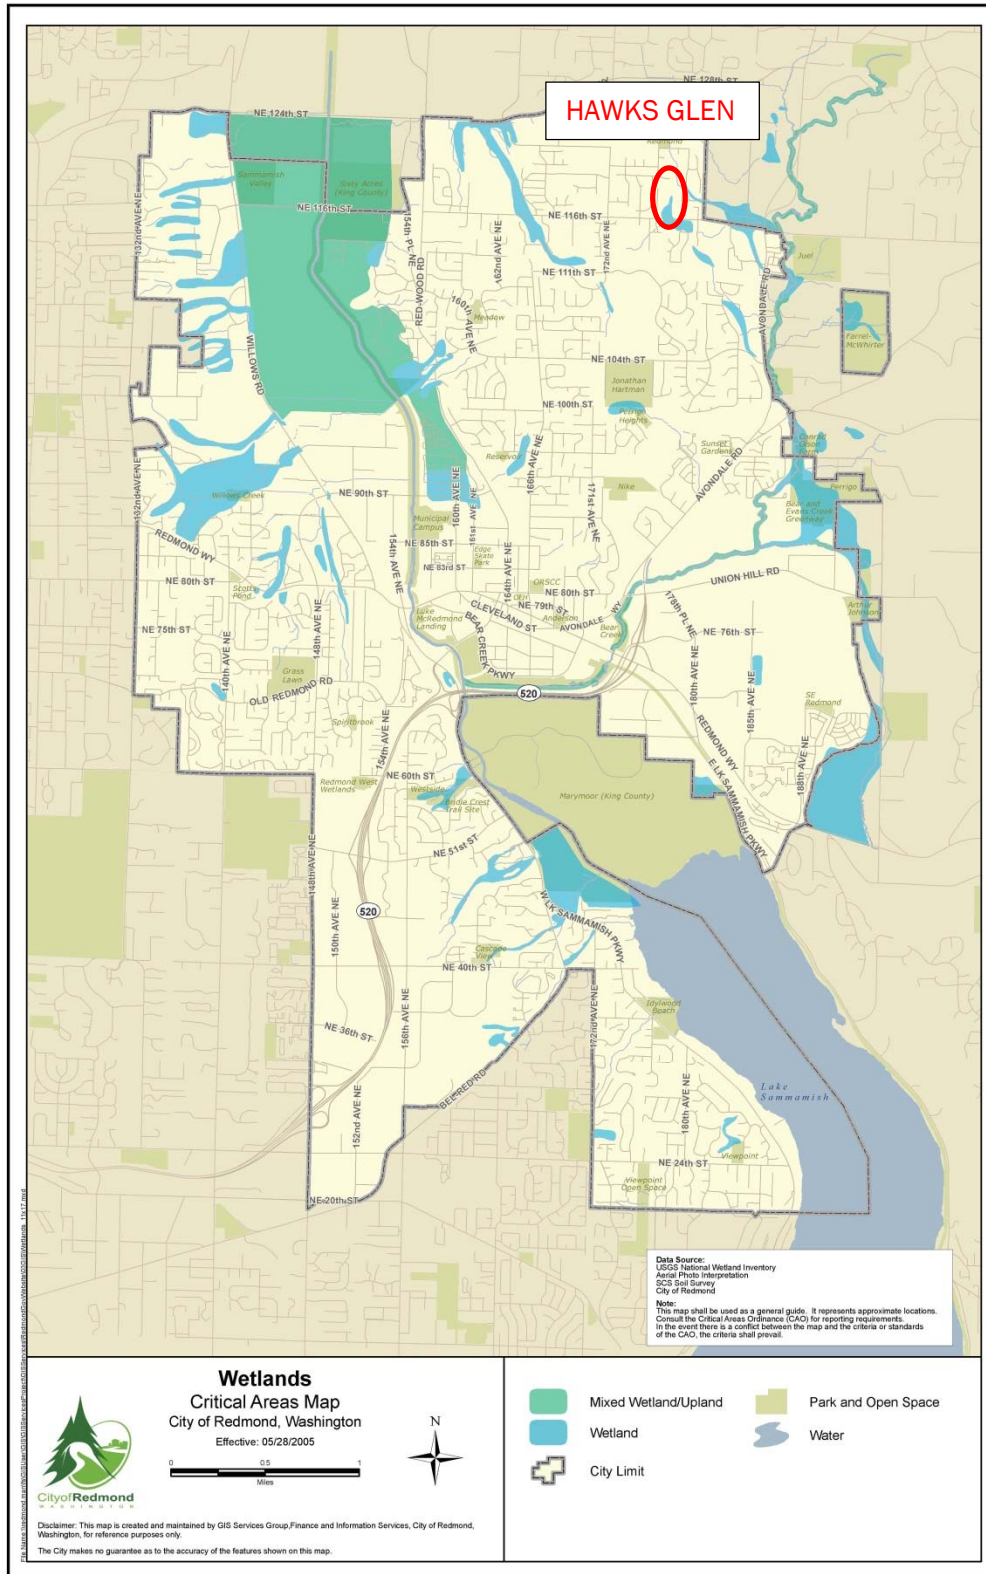 HAWKS GLEN
NE 128th ST
Redmond
NE 124th ST
Sammamish
Valley
Sixty Acres
(King County)
NE 116th ST
132nd AVE NE
154th PL NE
RED-WOOD RD
162nd AVE NE
NE 116th ST
172nd AVE NE
NE 111th ST
160th AVE NE
Meadow
AVONDALE RD
Juel
Farrel-
McWhirter
WILLOWS RD
NE 104th ST
Jonathan
Hartman
NE 100th ST
Perrigo
Heights
Reservoir
166th AVE NE
Sunset
Gardens
AVONDALE RD
Conrad
Olson
Farm
Perrigo
Bear and
Evans Creek
Greenway
132nd AVE NE
Willows Creek
NE 90th ST
160th AVE NE
161st AVE NE
171st AVE NE
Nike
Municipal
Campus
NE 85th ST
REDMOND WY
154th AVE NE
NE 83rd ST
Edge
Skate
Park
164th AVE NE
ORSCC
NE 80th ST
NE 79th ST
Anderson
CLEVELAND ST
AVONDALE WY
Bear
Creek
UNION HILL RD
178th PL NE
NE 76th ST
Arthur
Johnson
NE 80th ST
Scotts
Pond
NE 75th ST
140th AVE NE
148th AVE NE
Grass
Lawn
OLD REDMOND RD
Luke
McRedmond
Landing
BEAR CREEK PKWY
520
180th AVE NE
185th AVE NE
SE
Redmond
188th AVE NE
REDMOND WY
E LK SAMMAMISH PKWY
Spiritbrook
154th AVE NE
Redmond West
Wetlands
NE 60th ST
Westside
Bridle Crest
Trail Site
Marymoor (King County)
148th AVE NE
NE 51st ST
520
150th AVE NE
W LK SAMMAMISH PKWY
Cascade
View
NE 40th ST
NE 36th ST
156th AVE NE
172nd AVE NE
Idylwood
Beach
BEL-RED RD
152nd AVE NE
180th AVE NE
Lake
Sammamish
NE 24th ST
Viewpoint
Viewpoint
Open Space
NE 20th ST
Data Source:
USGS National Wetland Inventory
Aerial Photo Interpretation
SCS Soil Survey
City of Redmond
Note:
This map shall be used as a general guide. It represents approximate locations.
Consult the Critical Areas Ordinance (CAO) for reporting requirements.
In the event there is a conflict between the map and the criteria or standards
of the CAO, the criteria shall prevail.
Wetlands
Critical Areas Map
City of Redmond, Washington
Effective: 05/28/2005
0 0.5 1
Miles
N
CityofRedmond
WASHINGTON
Disclaimer: This map is created and maintained by GIS Services Group,Finance and Information Services, City of Redmond,
Washington, for reference purposes only.
The City makes no guarantee as to the accuracy of the features shown on this map.
Mixed Wetland/Upland
Wetland
City Limit
Park and Open Space
Water